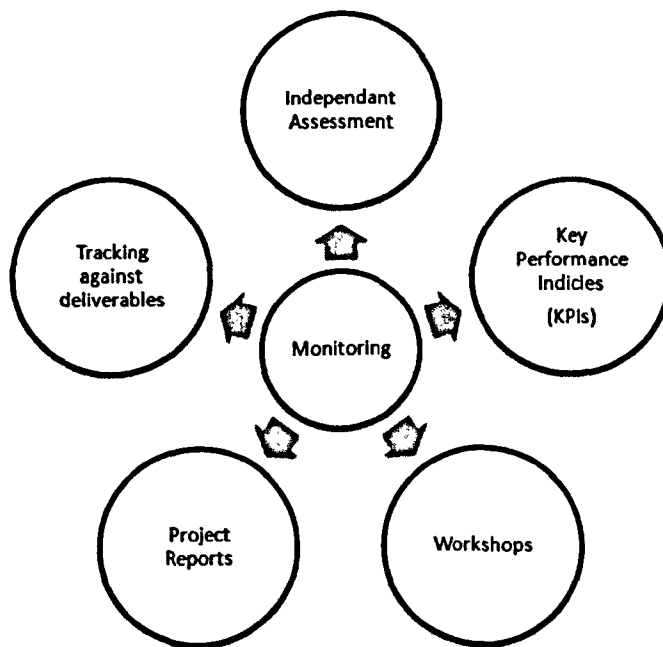 Independant
Assessment
Tracking
against
deliverables
Key
Performance
Indicies
(KPIs)
Monitoring
Project
Reports
Workshops